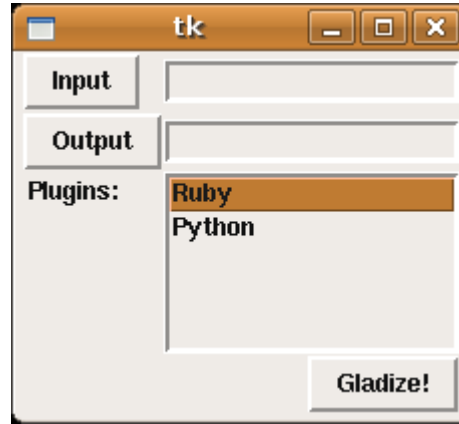 tk
Input
Output
Plugins:
Ruby
Python
Gladize!